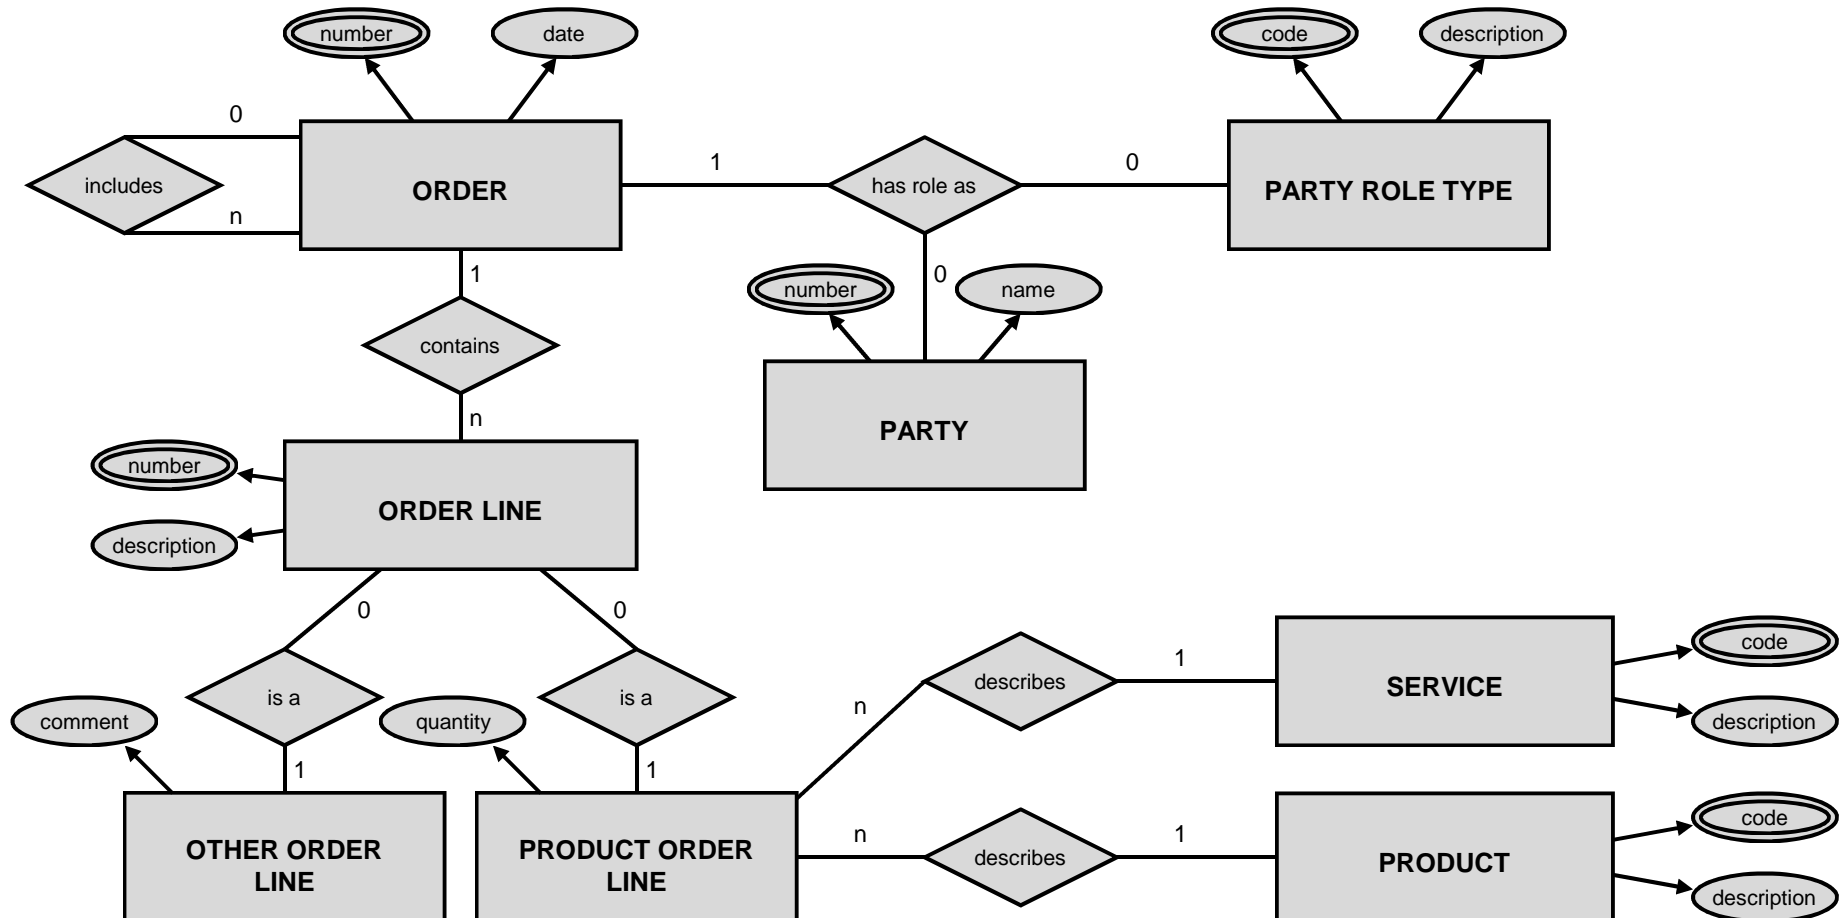 number
date
code
description
0
includes
n
ORDER
1
has role as
0
PARTY ROLE TYPE
1
0
number
name
contains
n
PARTY
number
description
ORDER LINE
0
0
is a
is a
comment
quantity
1
1
n
describes
1
SERVICE
code
description
OTHER ORDER
LINE
PRODUCT ORDER
LINE
n
describes
1
PRODUCT
code
description